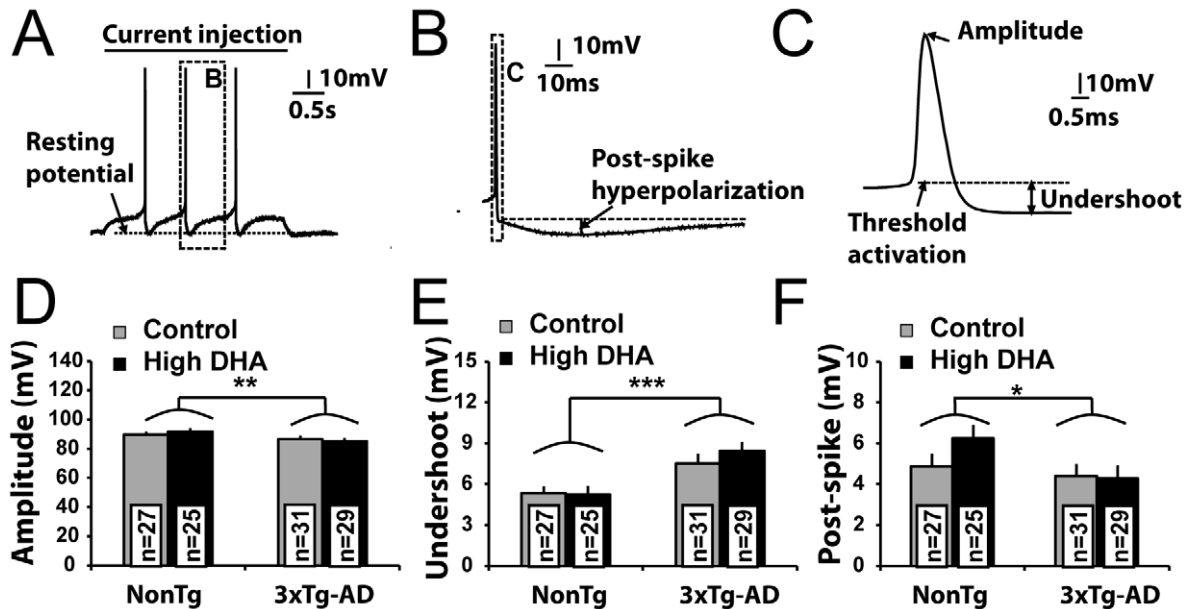 A
Current injection
B
10mV
0.5s
Resting
potential
B
10mV
10ms
C
Post-spike
hyperpolarization
C
Amplitude
10mV
0.5ms
Undershoot
Threshold
activation
D
Control
High DHA
Amplitude (mV)
140
120
100
80
60
40
20
0
**
n=27
n=25
n=31
n=29
NonTg
3xTg-AD
E
Control
High DHA
Undershoot (mV)
15
12
9
6
3
0
***
n=27
n=25
n=31
n=29
NonTg
3xTg-AD
F
Control
High DHA
Post-spike (mV)
10
8
6
4
2
0
*
n=27
n=25
n=31
n=29
NonTg
3xTg-AD